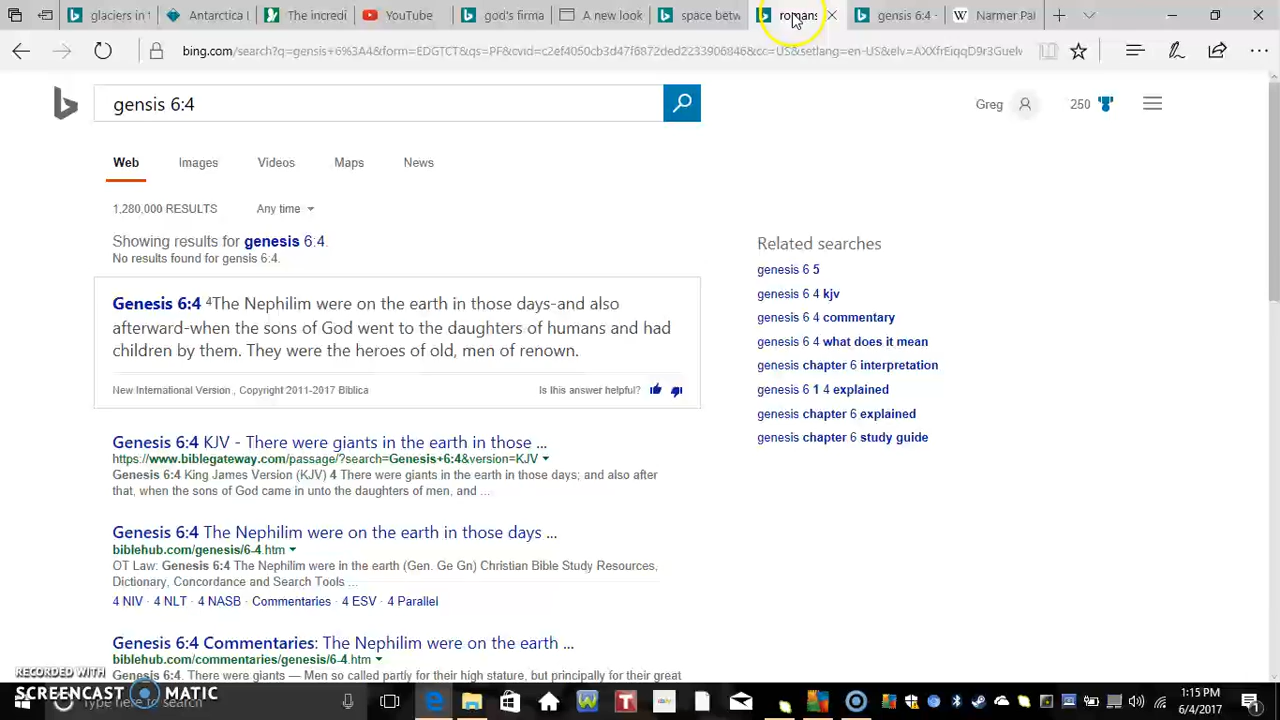 glaciers in
Antarctic I
The incredi
YouTube
god's firma
A new look
space betw
romans
genesis 6:4 -
W Narmer Pal
bing.com/search?q=gensis+6%3A4&form=EDGTCT&qs=PF&cvid=c2ef4050cb3d47f6872ded2233906846&cc=US&setlang=en-US&elv=AXXfrEiqqD9r3Guelv
gensis 6:4
Greg
250
Web Images Videos Maps News
1,280,000 RESULTS Any time
Showing results for genesis 6:4.
No results found for gensis 6:4.
Genesis 6:4 4The Nephilim were on the earth in those days-and also
afterward-when the sons of God went to the daughters of humans and had
children by them. They were the heroes of old, men of renown.
New International Version , Copyright 2011-2017 Biblica Is this answer helpful?
Genesis 6:4 KJV - There were giants in the earth in those ...
https://www.biblegateway.com/passage/?search=Genesis+6:4&version=KJV
Genesis 6:4 King James Version (KJV) 4 There were giants in the earth in those days; and also after
that, when the sons of God came in unto the daughters of men, and ...
Genesis 6:4 The Nephilim were on the earth in those days ...
biblehub.com/genesis/6-4.htm
OT Law: Genesis 6:4 The Nephilim were on the earth (Gen. Ge Gn) Christian Bible Study Resources,
Dictionary, Concordance and Search Tools ...
4 NIV · 4 NLT · 4 NASB · Commentaries · 4 ESV · 4 Parallel
Genesis 6:4 Commentaries: The Nephilim were on the earth ...
biblehub.com/commentaries/genesis/6-4.htm
Genesis 6:4. There were giants — Men so called partly for their high stature, but principally for their great
Related searches
genesis 6 5
genesis 6 4 kjv
genesis 6 4 commentary
genesis 6 4 what does it mean
genesis chapter 6 interpretation
genesis 6 1 4 explained
genesis chapter 6 explained
genesis chapter 6 study guide
RECORDED WITH
SCREENCAST MATIC
Type here to search
1:15 PM
6/4/2017